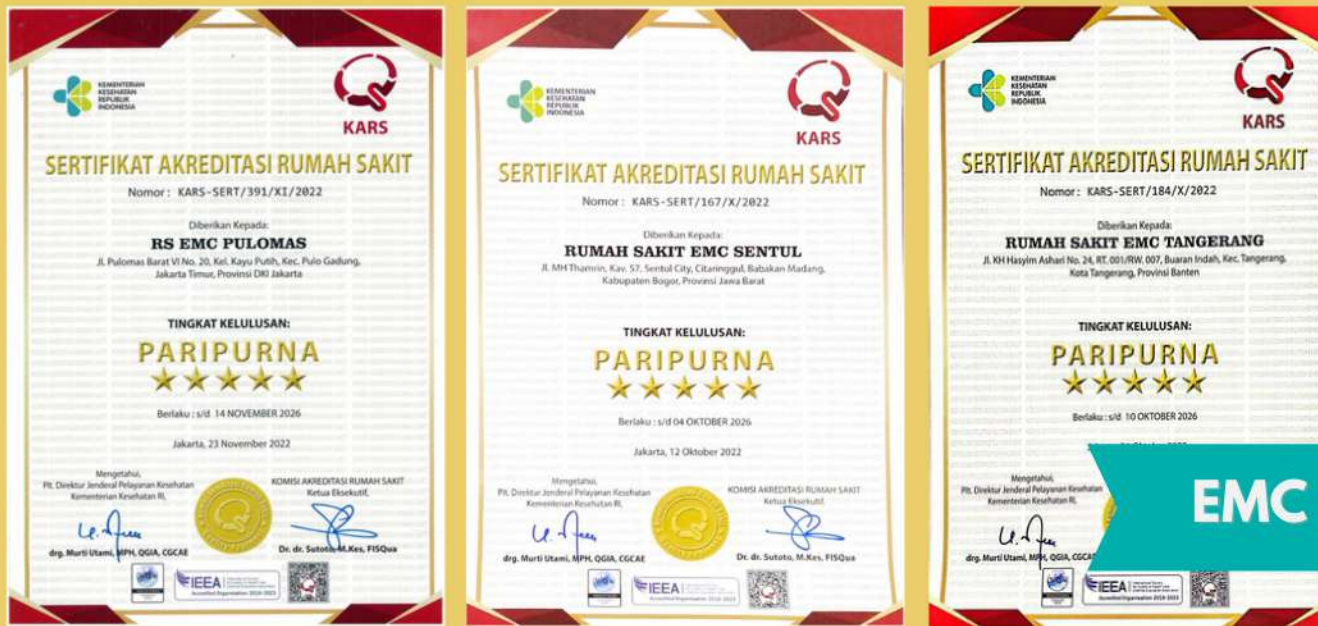 KEMENTERIAN
KESEHATAN
REPUBLIK
INDONESIA
KARS
SERTIFIKAT AKREDITASI RUMAH SAKIT
Nomor : KARS-SERT/391/XI/2022
Diberikan Kepada:
RS EMC PULOMAS
Jl. Pulomas Barat VI No. 20, Kel. Kayu Putih, Kec. Pulo Gadung,
Jakarta Timur, Provinsi DKI Jakarta
TINGKAT KELULUSAN:
PARIPURNA
Berlaku : s/d 14 NOVEMBER 2026
Jakarta, 23 November 2022
Mengetahui,
Plt. Direktur Jenderal Pelayanan Kesehatan
Kementerian Kesehatan RI,
drg. Murti Utami, MPH, QGIA, CGCAE
KOMISI AKREDITASI RUMAH SAKIT
Ketua Eksekutif,
Dr. dr. Sutoto, M.Kes, FISQua
IEEA
KEMENTERIAN
KESEHATAN
REPUBLIK
INDONESIA
KARS
SERTIFIKAT AKREDITASI RUMAH SAKIT
Nomor : KARS-SERT/167/X/2022
Diberikan Kepada:
RUMAH SAKIT EMC SENTUL
Jl. MH Thamrin, Kav. 57, Sentul City, Citaringgul, Babakan Madang,
Kabupaten Bogor, Provinsi Jawa Barat
TINGKAT KELULUSAN:
PARIPURNA
Berlaku : s/d 04 OKTOBER 2026
Jakarta, 12 Oktober 2022
Mengetahui,
Plt. Direktur Jenderal Pelayanan Kesehatan
Kementerian Kesehatan RI,
drg. Murti Utami, MPH, QGIA, CGCAE
KOMISI AKREDITASI RUMAH SAKIT
Ketua Eksekutif,
Dr. dr. Sutoto, M.Kes, FISQua
IEEA
KEMENTERIAN
KESEHATAN
REPUBLIK
INDONESIA
KARS
SERTIFIKAT AKREDITASI RUMAH SAKIT
Nomor : KARS-SERT/184/X/2022
Diberikan Kepada:
RUMAH SAKIT EMC TANGERANG
Jl. KH Hasyim Ashari No. 24, RT. 001/RW. 007, Buaran Indah, Kec. Tangerang,
Kota Tangerang, Provinsi Banten
TINGKAT KELULUSAN:
PARIPURNA
Berlaku : s/d 10 OKTOBER 2026
Mengetahui,
Plt. Direktur Jenderal Pelayanan Kesehatan
Kementerian Kesehatan RI,
drg. Murti Utami, MPH, QGIA, CGCA
IEEA
EMC